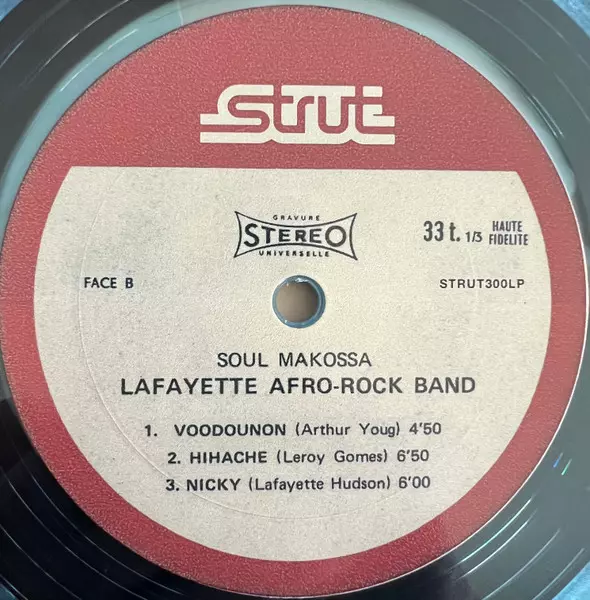 Strut
GRAVURE
STEREO
UNIVERSELLE
33 t. 1/3 HAUTE FIDELITE
FACE B
STRUT300LP
SOUL MAKOSSA
LAFAYETTE AFRO-ROCK BAND
1. VOODOUNON (Arthur Youg) 4'50
2. HIHACHE (Leroy Gomes) 6'50
3. NICKY (Lafayette Hudson) 6'00